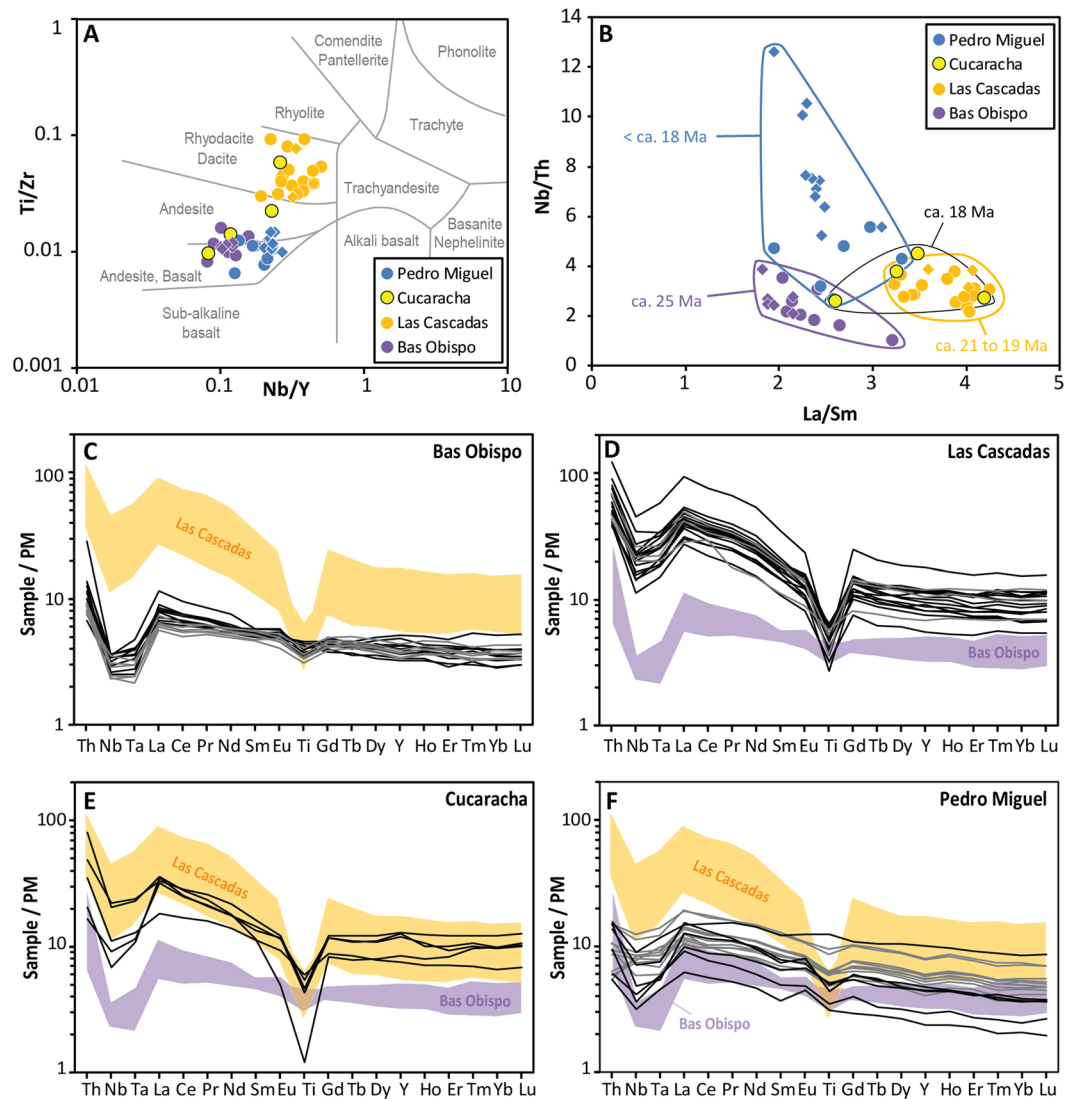 A
1
0.1
0.01
0.001
Ti/Zr
0.01
0.1
1
10
Nb/Y
Comendite
Pantellerite
Phonolite
Rhyolite
Trachyte
Rhyodacite
Dacite
Trachyandesite
Andesite
Alkali basalt
Basanite
Nephelinite
Andesite, Basalt
Sub-alkaline
basalt
Pedro Miguel
Cucaracha
Las Cascadas
Bas Obispo
B
14
12
10
8
6
4
2
0
Nb/Th
0
1
2
3
4
5
La/Sm
Pedro Miguel
Cucaracha
Las Cascadas
Bas Obispo
< ca. 18 Ma
ca. 18 Ma
ca. 25 Ma
ca. 21 to 19 Ma
C
Bas Obispo
100
10
1
Sample / PM
Las Cascadas
Th Nb Ta La Ce Pr Nd Sm Eu Ti Gd Tb Dy Y Ho Er Tm Yb Lu
D
Las Cascadas
100
10
1
Sample / PM
Bas Obispo
Th Nb Ta La Ce Pr Nd Sm Eu Ti Gd Tb Dy Y Ho Er Tm Yb Lu
E
Cucaracha
100
10
1
Sample / PM
Las Cascadas
Bas Obispo
Th Nb Ta La Ce Pr Nd Sm Eu Ti Gd Tb Dy Y Ho Er Tm Yb Lu
F
Pedro Miguel
100
10
1
Sample / PM
Las Cascadas
Bas Obispo
Th Nb Ta La Ce Pr Nd Sm Eu Ti Gd Tb Dy Y Ho Er Tm Yb Lu